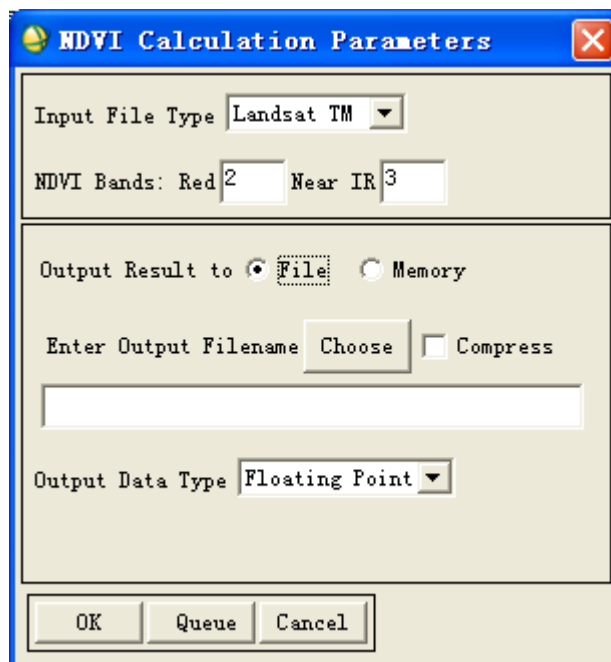 NDVI Calculation Parameters
Input File Type Landsat TM
NDVI Bands: Red 2 Near IR 3
Output Result to File Memory
Enter Output Filename Choose Compress
Output Data Type Floating Point
OK Queue Cancel